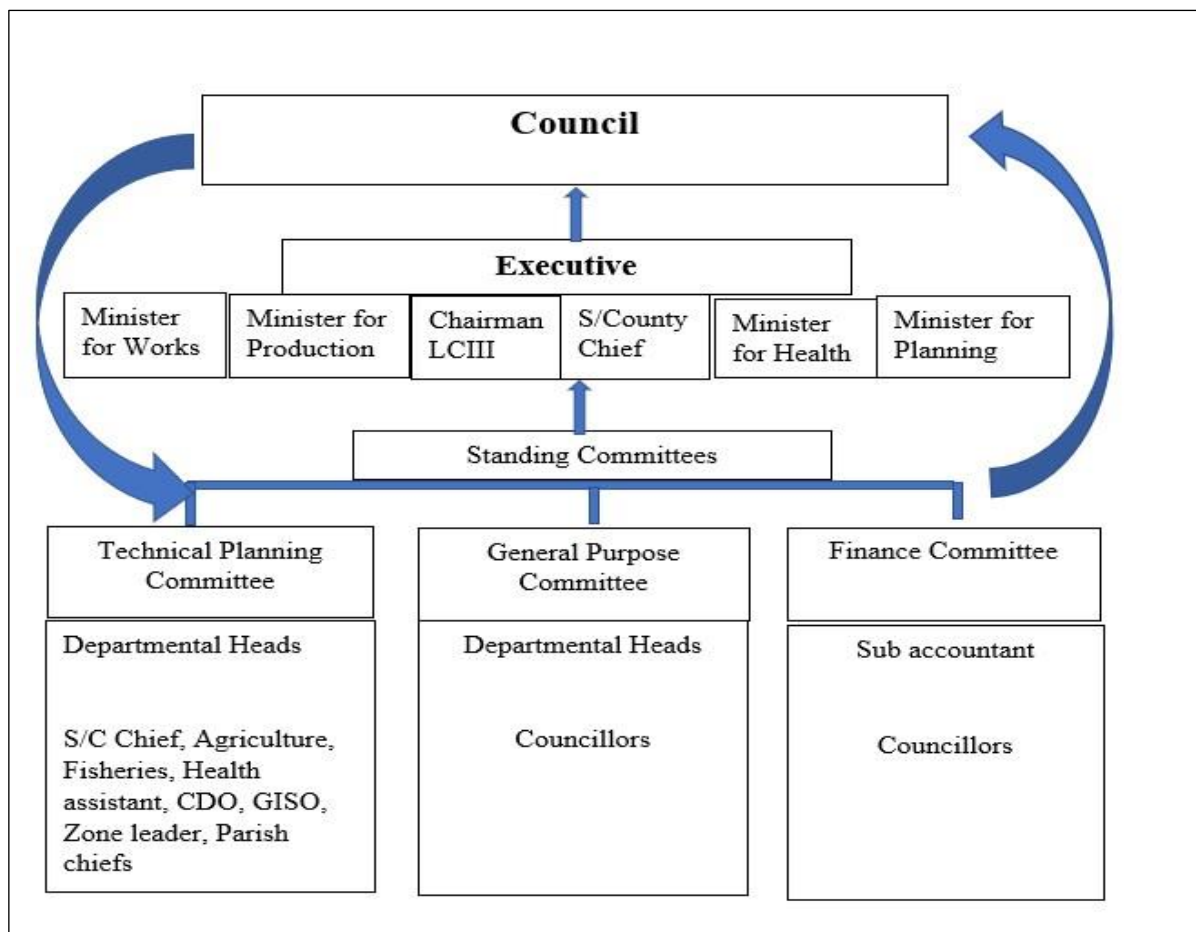 Council
Executive
Minister
for Works
Minister for
Production
Chairman
LCIII
S/County
Chief
Minister
for Health
Minister for
Planning
Standing Committees
Technical Planning
Committee
General Purpose
Committee
Finance Committee
Departmental Heads
S/C Chief, Agriculture,
Fisheries, Health
assistant, CDO, GISO,
Zone leader, Parish
chiefs
Departmental Heads
Councillors
Sub accountant
Councillors